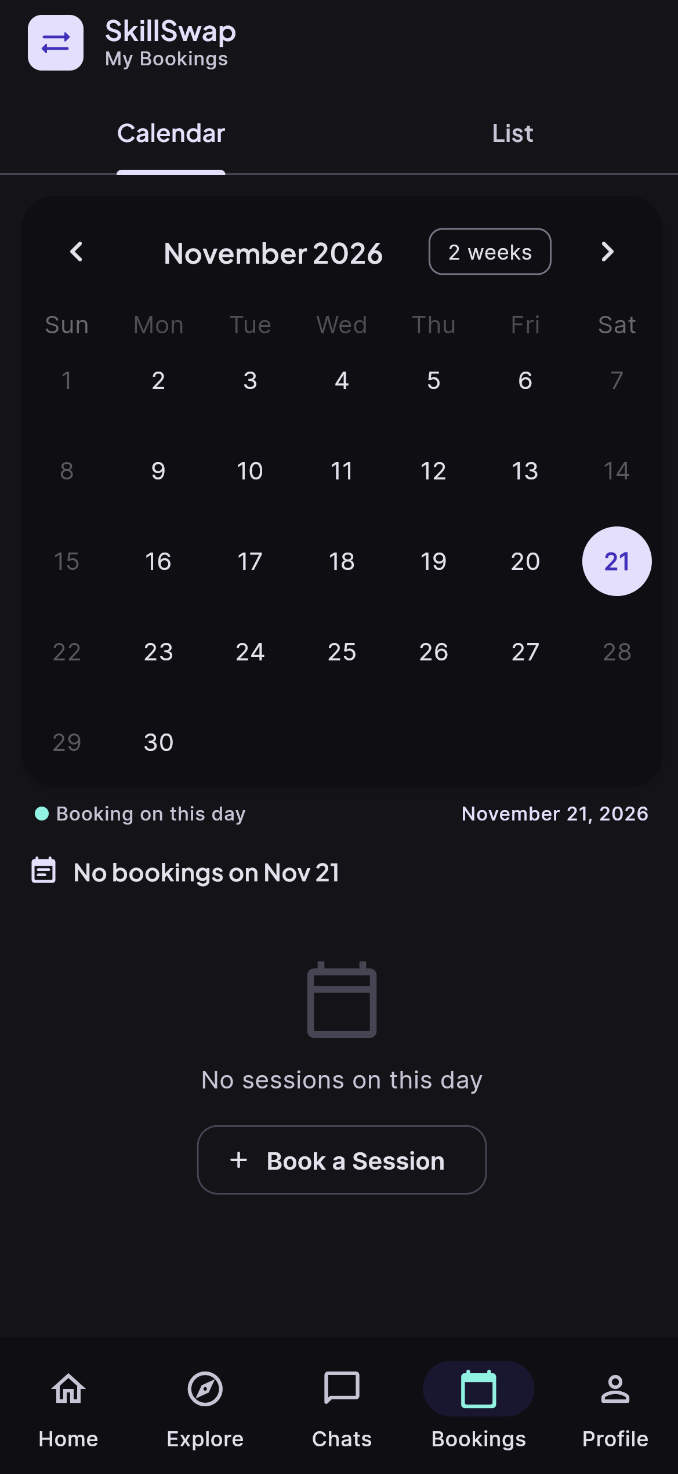 SkillSwap
My Bookings
Calendar List
November 2026 2 weeks
Sun Mon Tue Wed Thu Fri Sat
1 2 3 4 5 6 7
8 9 10 11 12 13 14
15 16 17 18 19 20 21
22 23 24 25 26 27 28
29 30
Booking on this day November 21, 2026
No bookings on Nov 21
No sessions on this day
+ Book a Session
Home Explore Chats Bookings Profile